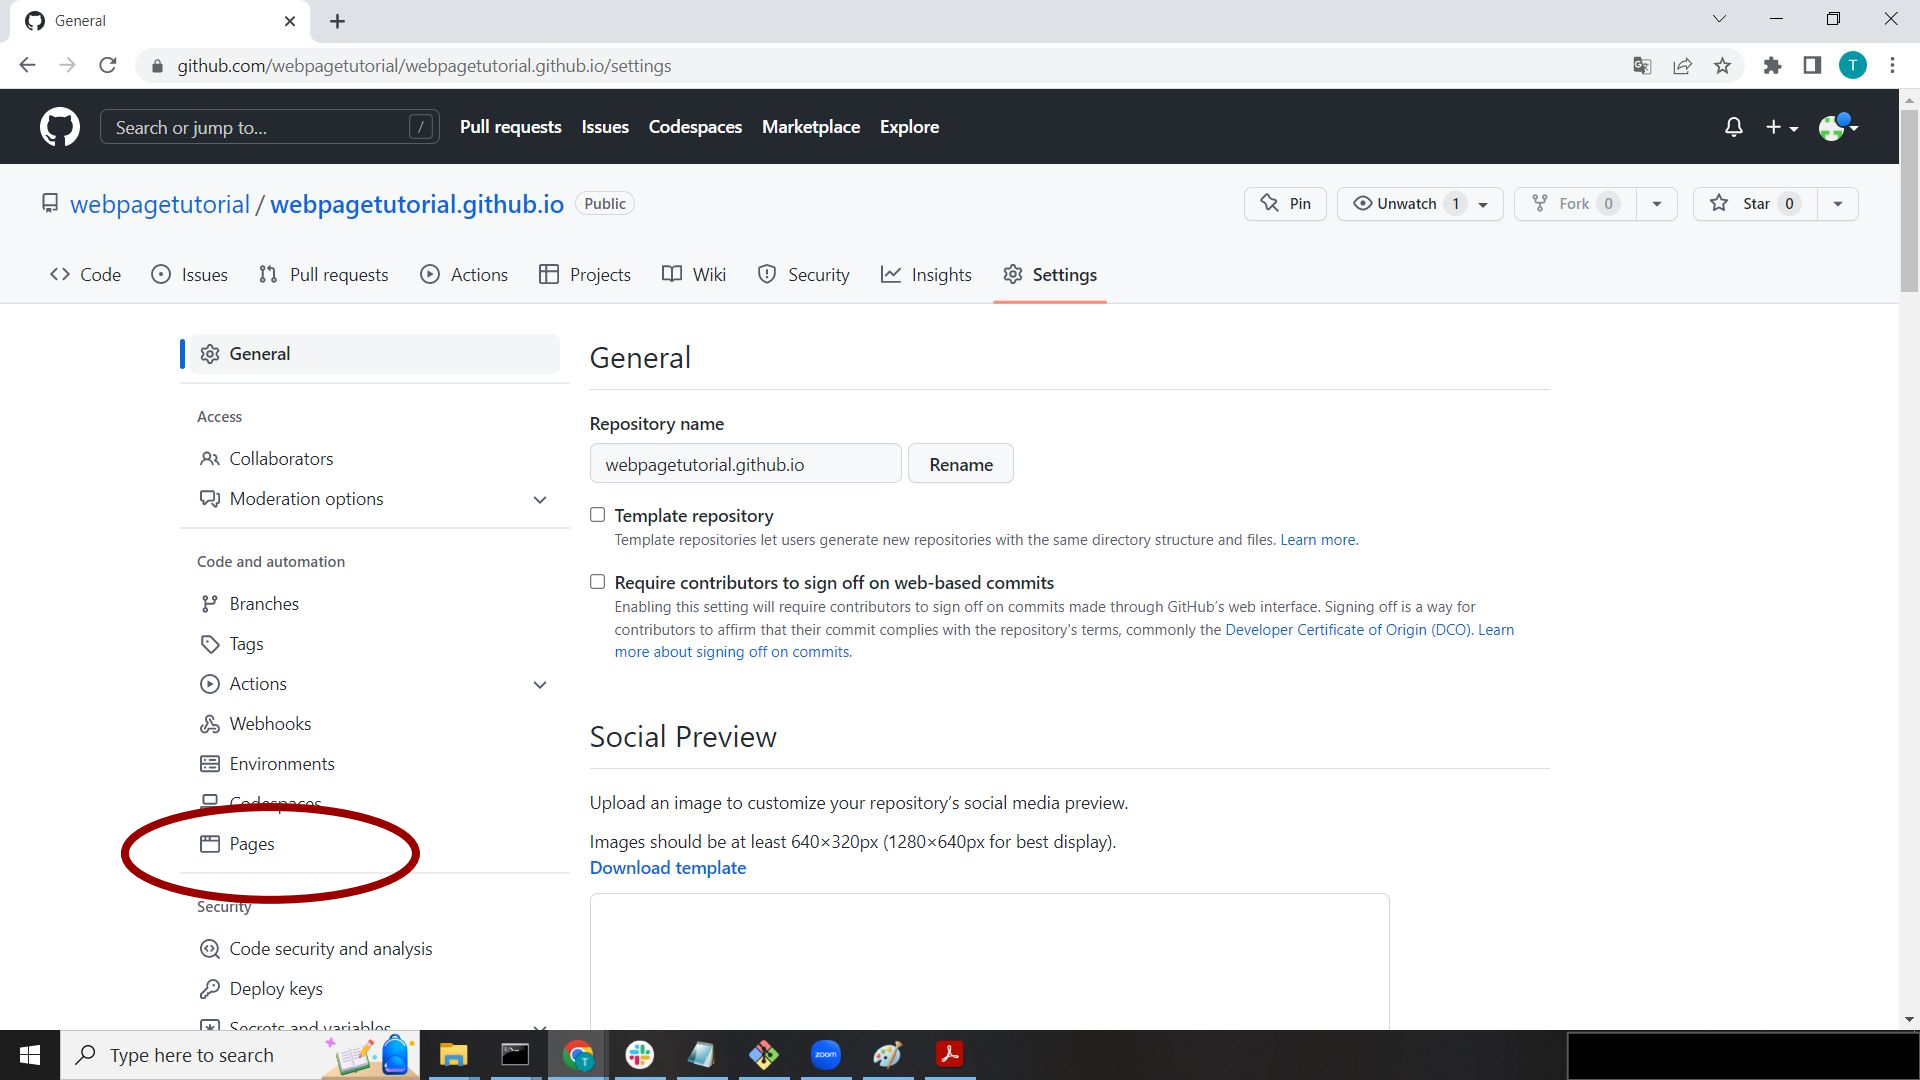 General
github.com/webpagetutorial/webpagetutorial.github.io/settings
T
Search or jump to... /
Pull requests Issues Codespaces Marketplace Explore
webpagetutorial / webpagetutorial.github.io Public
Pin Unwatch 1 Fork 0 Star 0
Code Issues Pull requests Actions Projects Wiki Security Insights Settings
General
Access
Collaborators
Moderation options
Code and automation
Branches
Tags
Actions
Webhooks
Environments
Codespaces
Pages
Security
Code security and analysis
Deploy keys
Secrets and variables
General
Repository name
webpagetutorial.github.io Rename
Template repository
Template repositories let users generate new repositories with the same directory structure and files. Learn more.
Require contributors to sign off on web-based commits
Enabling this setting will require contributors to sign off on commits made through GitHub's web interface. Signing off is a way for
contributors to affirm that their commit complies with the repository's terms, commonly the Developer Certificate of Origin (DCO). Learn
more about signing off on commits.
Social Preview
Upload an image to customize your repository's social media preview.
Images should be at least 640×320px (1280×640px for best display).
Download template
Type here to search
T
zoom